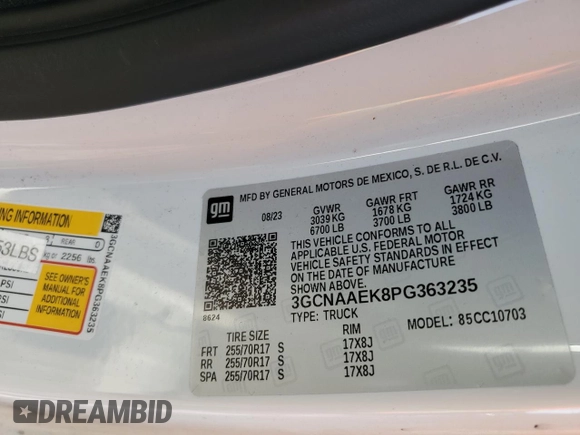 gm
MFD BY GENERAL MOTORS DE MEXICO, S. DE R.L. DE C.V.
08/23 GVWR GAWR FRT GAWR RR
3039 KG 1678 KG 1724 KG
6700 LB 3700 LB 3800 LB
THIS VEHICLE CONFORMS TO ALL
APPLICABLE U.S. FEDERAL MOTOR
VEHICLE SAFETY STANDARDS IN EFFECT
ON THE DATE OF MANUFACTURE
SHOWN ABOVE.
3GCNAAEK8PG363235
8624 TYPE: TRUCK MODEL: 85CC10703
TIRE SIZE RIM
FRT 255/70R17 S 17X8J
RR 255/70R17 S 17X8J
SPA 255/70R17 S 17X8J
ING INFORMATION
REAR 0
53LBS
2256 lbs.
PSI
PSI
SEE OWNER'S
MANUAL FOR
ADDITIONAL
INFORMATION
3GCNAAEK8PG363235
DREAMBID